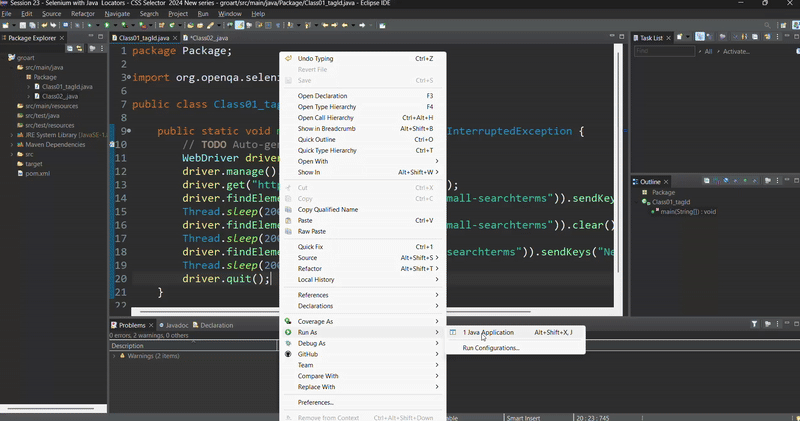 Session 23 - Selenium with Java Locators - CSS Selector 2024 New series - groart/src/main/java/Package/Class01_tagId.java - Eclipse IDE
File Edit Source Refactor Navigate Search Project Run Window Help
Package Explorer
groart
src/main/java
Package
Class01_tagId.java
Class02_.java
src/main/resources
src/test/java
src/test/resources
JRE System Library [JavaSE-1.
Maven Dependencies
src
target
pom.xml
Class01_tagId.java *Class02_.java
1 package Package;
2
3 import org.openqa.seleni
6
7 public class Class01_tag
8
9 public static void m InterruptedException {
10 // TODO Auto-gen
11 WebDriver driver
12 driver.manage()
13 driver.get("http );
14 driver.findEleme mall-searchterms")).sendKey
15 Thread.sleep(200
16 driver.findEleme mall-searchterms")).clear()
17 Thread.sleep(200
18 driver.findEleme searchterms")).sendKeys("Ne
19 Thread.sleep(200
20 driver.quit();
21 }
22
Undo Typing Ctrl+Z
Revert File
Save Ctrl+S
Open Declaration F3
Open Type Hierarchy F4
Open Call Hierarchy Ctrl+Alt+H
Show in Breadcrumb Alt+Shift+B
Quick Outline Ctrl+O
Quick Type Hierarchy Ctrl+T
Open With
Show In Alt+Shift+W
Cut Ctrl+X
Copy Ctrl+C
Copy Qualified Name
Paste Ctrl+V
Raw Paste
Quick Fix Ctrl+1
Source Alt+Shift+S
Refactor Alt+Shift+T
Local History
References
Declarations
Coverage As
Run As
Debug As
GitHub
Team
Compare With
Replace With
Preferences...
Remove from Context Ctrl+Alt+Shift+Down
1 Java Application Alt+Shift+X, J
Run Configurations...
Task List
Find All Activate...
Outline
Package
Class01_tagId
main(String[]) : void
Problems Javadoc Declaration
0 errors, 2 warnings, 0 others
Description
Warnings (2 items)
Smart Insert 20 : 23 : 745